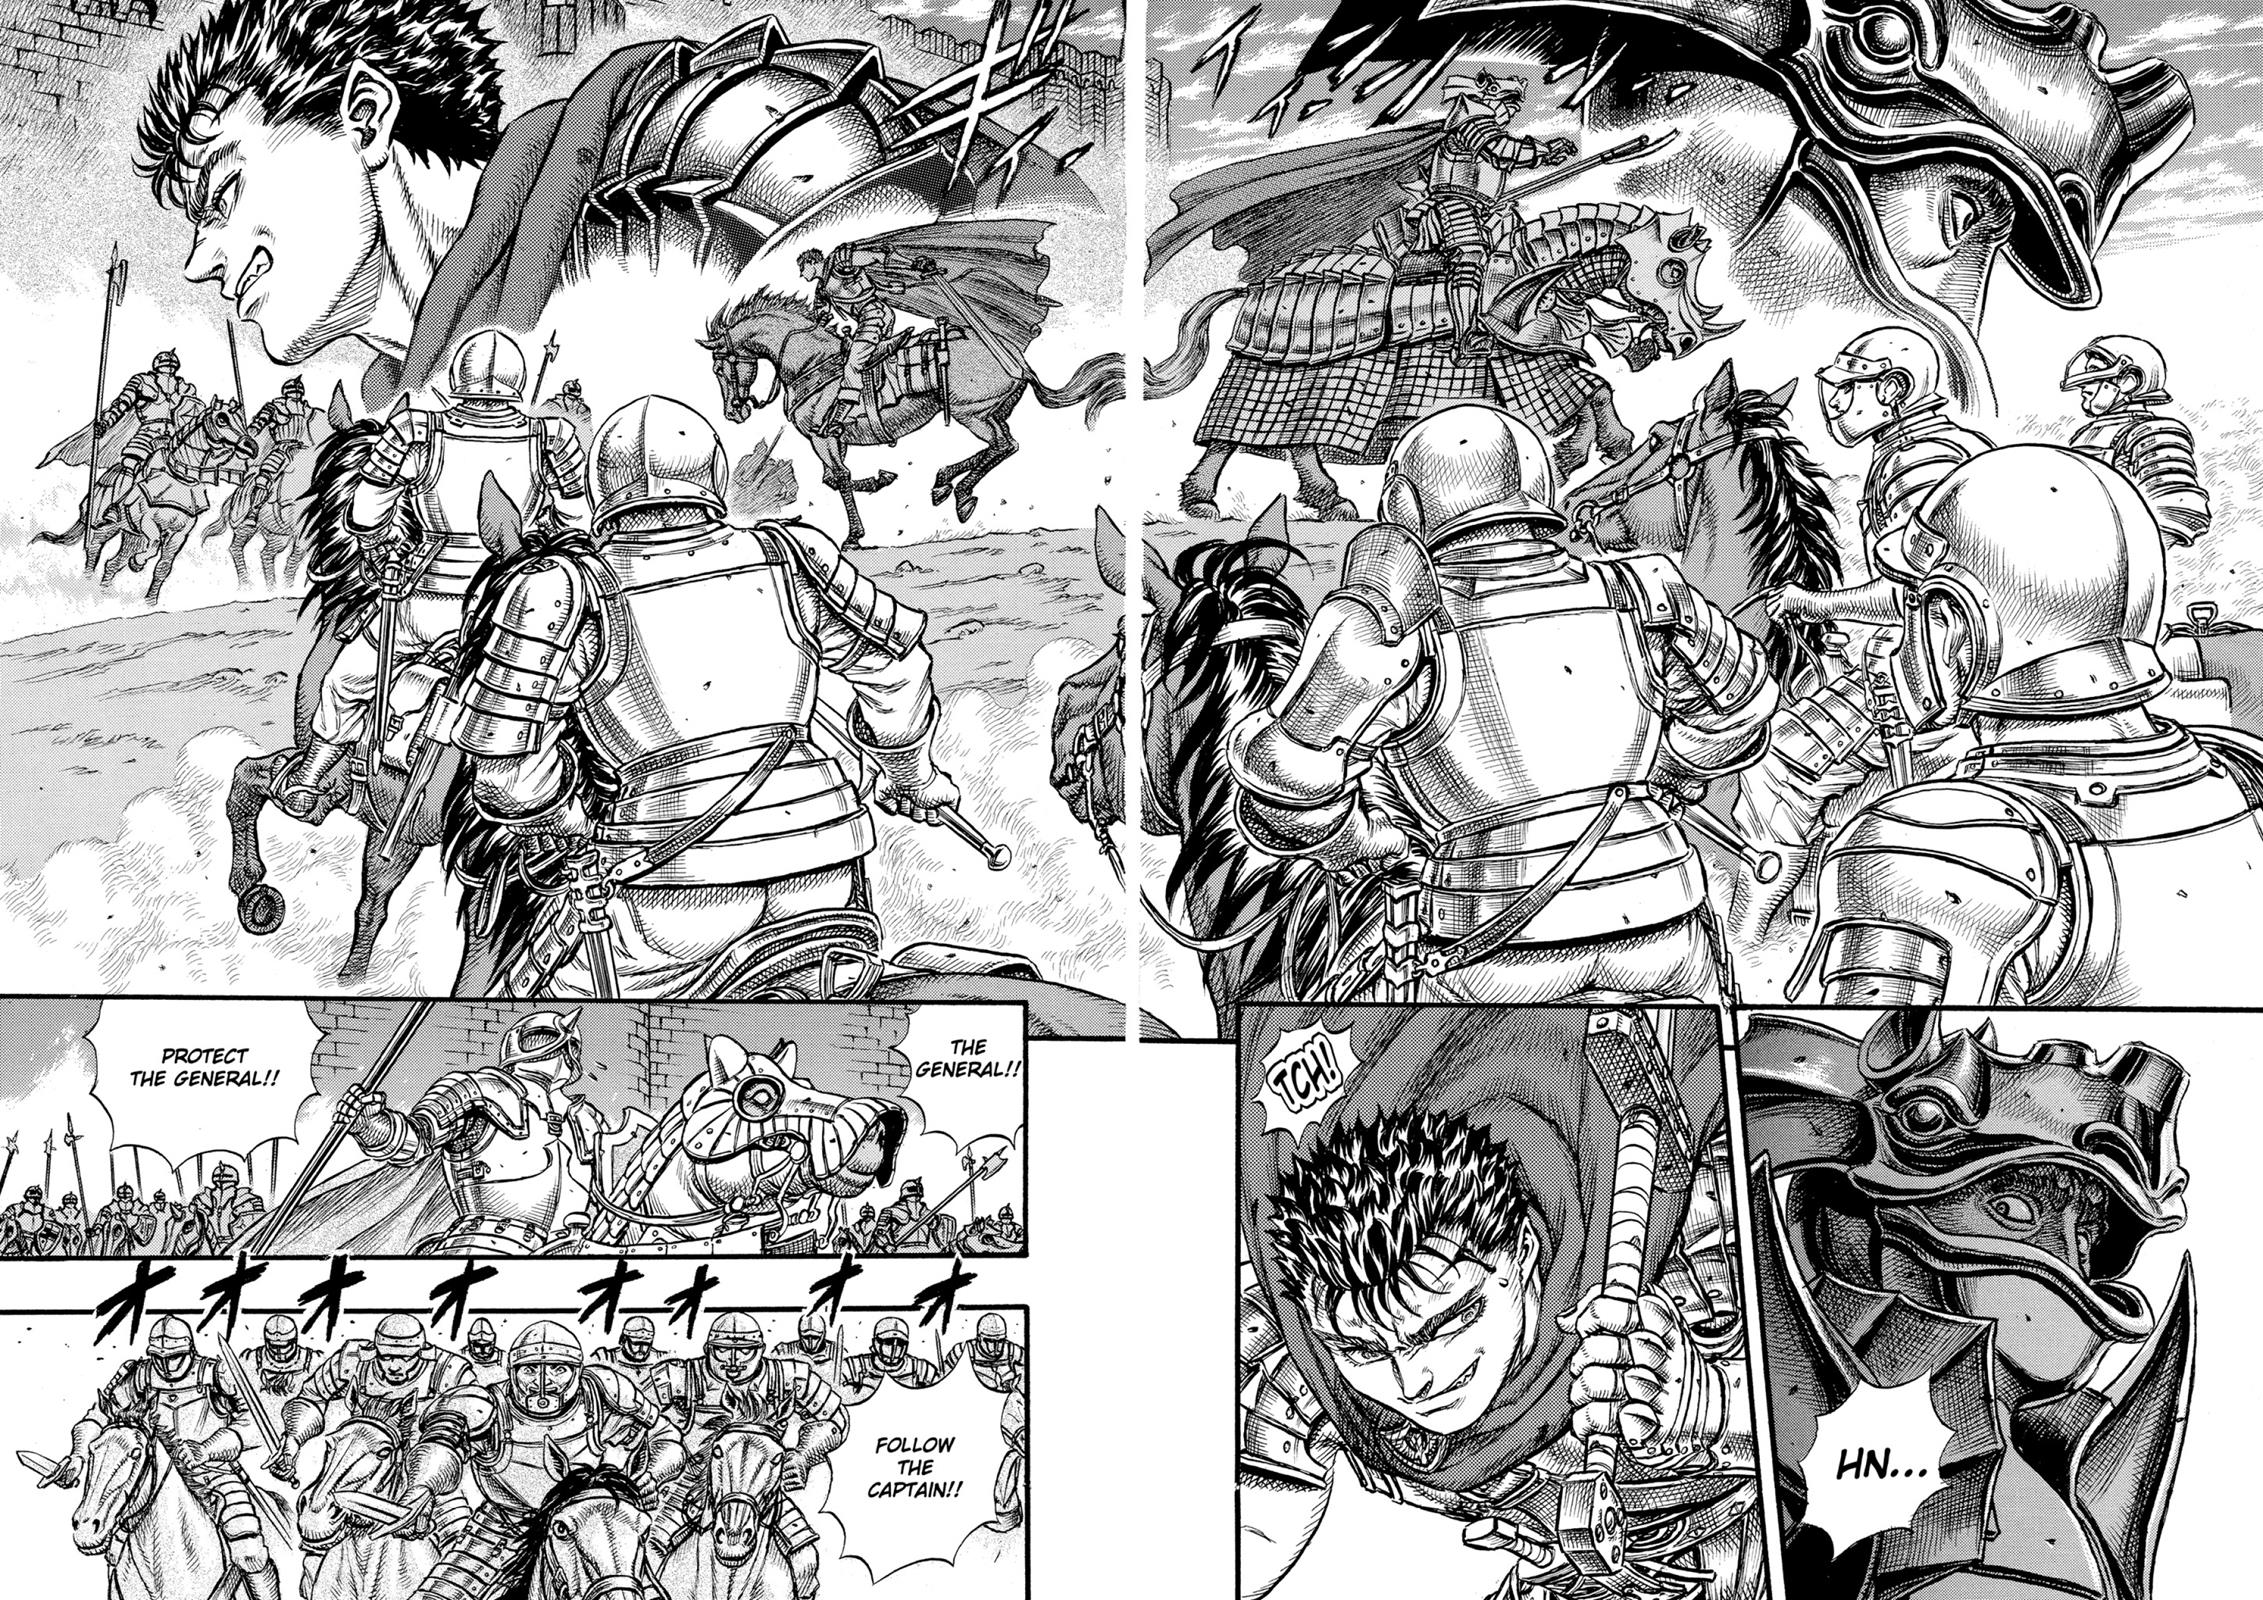 HN...
TCH!
THE
GENERAL!!
PROTECT
THE GENERAL!!
オオオオオオオオ
FOLLOW
THE
CAPTAIN!!